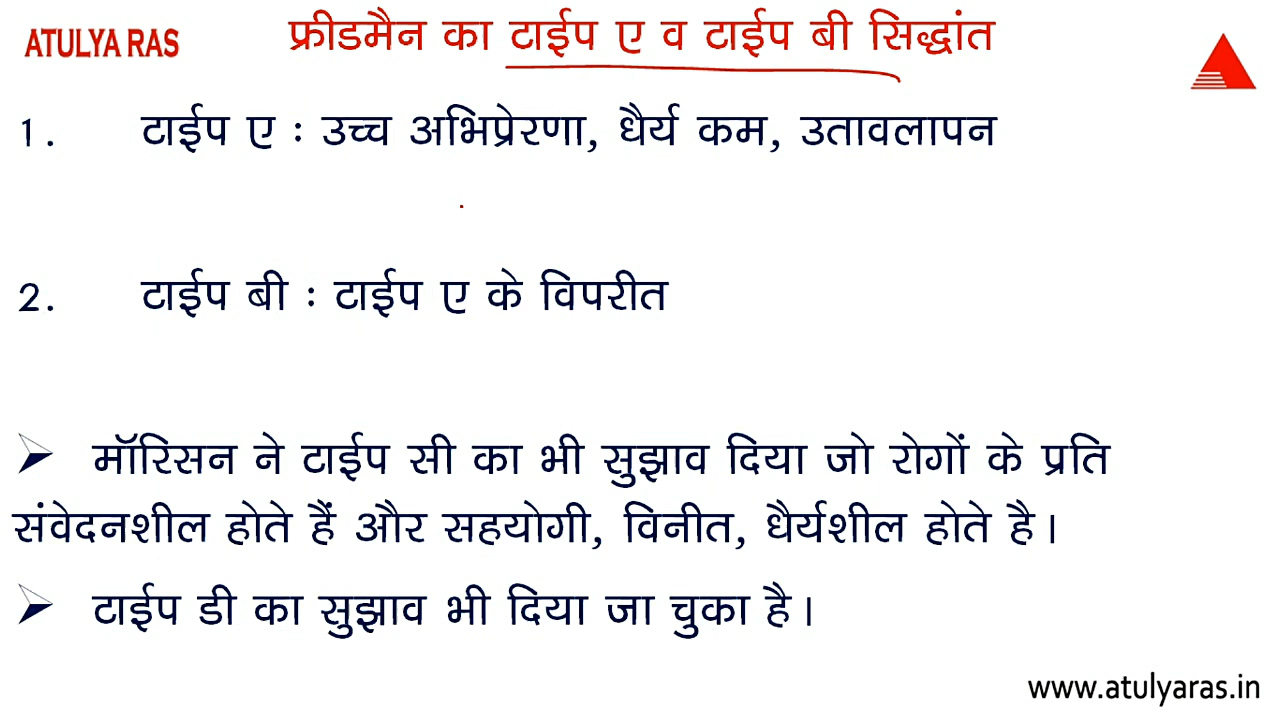 ATULYA RAS
फ्रीडमैन का टाईप ए व टाईप बी सिद्धांत
1. टाईप ए : उच्च अभिप्रेरणा, धैर्य कम, उतावलापन
2. टाईप बी : टाईप ए के विपरीत
➢ मॉरिसन ने टाईप सी का भी सुझाव दिया जो रोगों के प्रति
संवेदनशील होते हैं और सहयोगी, विनीत, धैर्यशील होते है।
➢ टाईप डी का सुझाव भी दिया जा चुका है।
www.atulyaras.in